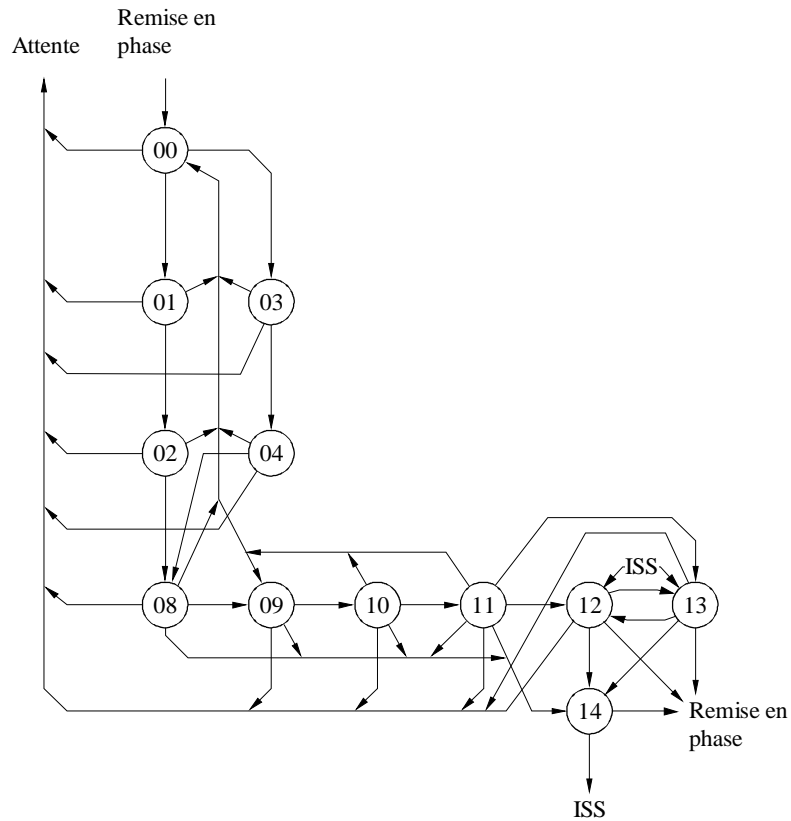 Remise en
phase
Attente
00
01
03
02
04
ISS
08
09
10
11
12
13
14
Remise en
phase
ISS